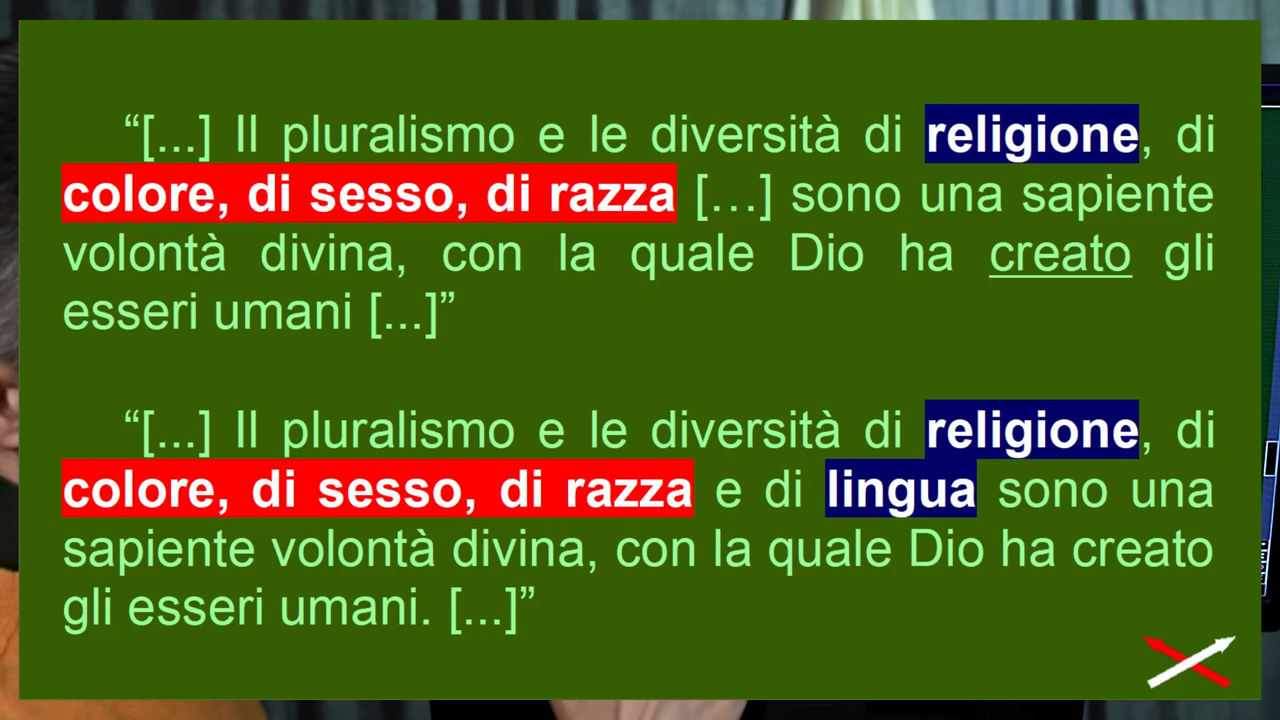 “[...] Il pluralismo e le diversità di religione, di
colore, di sesso, di razza […] sono una sapiente
volontà divina, con la quale Dio ha creato gli
esseri umani [...]”
“[...] Il pluralismo e le diversità di religione, di
colore, di sesso, di razza e di lingua sono una
sapiente volontà divina, con la quale Dio ha creato
gli esseri umani. [...]”